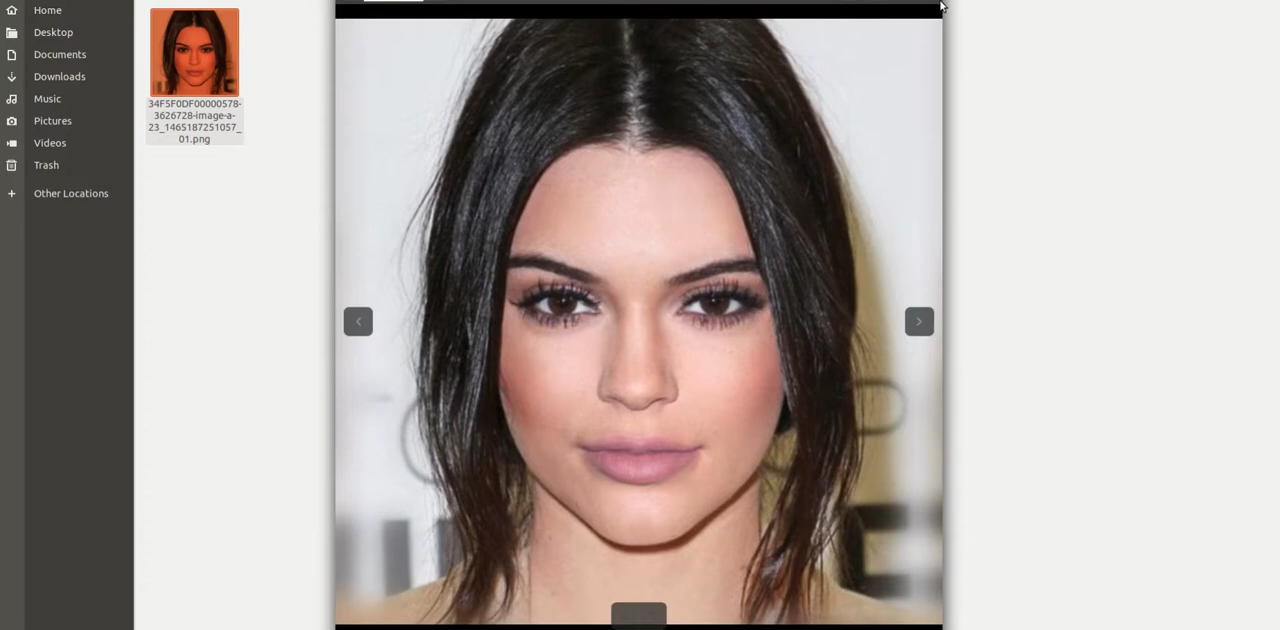 Home
Desktop
Documents
Downloads
Music
Pictures
Videos
Trash
Other Locations
34F5F0DF00000578-
3626728-image-a-
23_1465187251057_
01.png